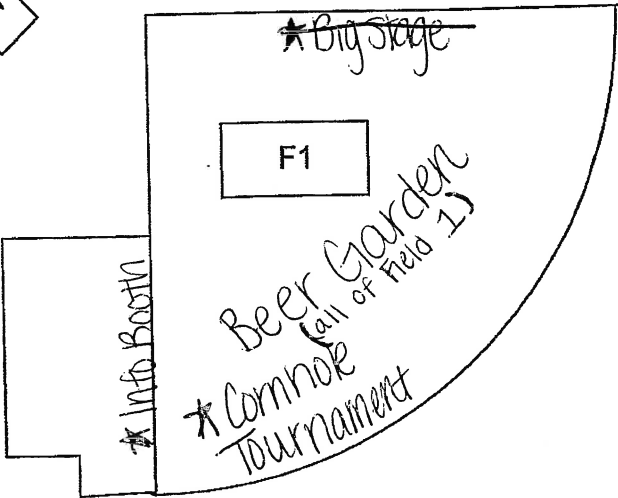 ★ Big Stage
F1
Beer Garden
(all of Field 1)
★ Info Booth
★ Cornhole
Tournament